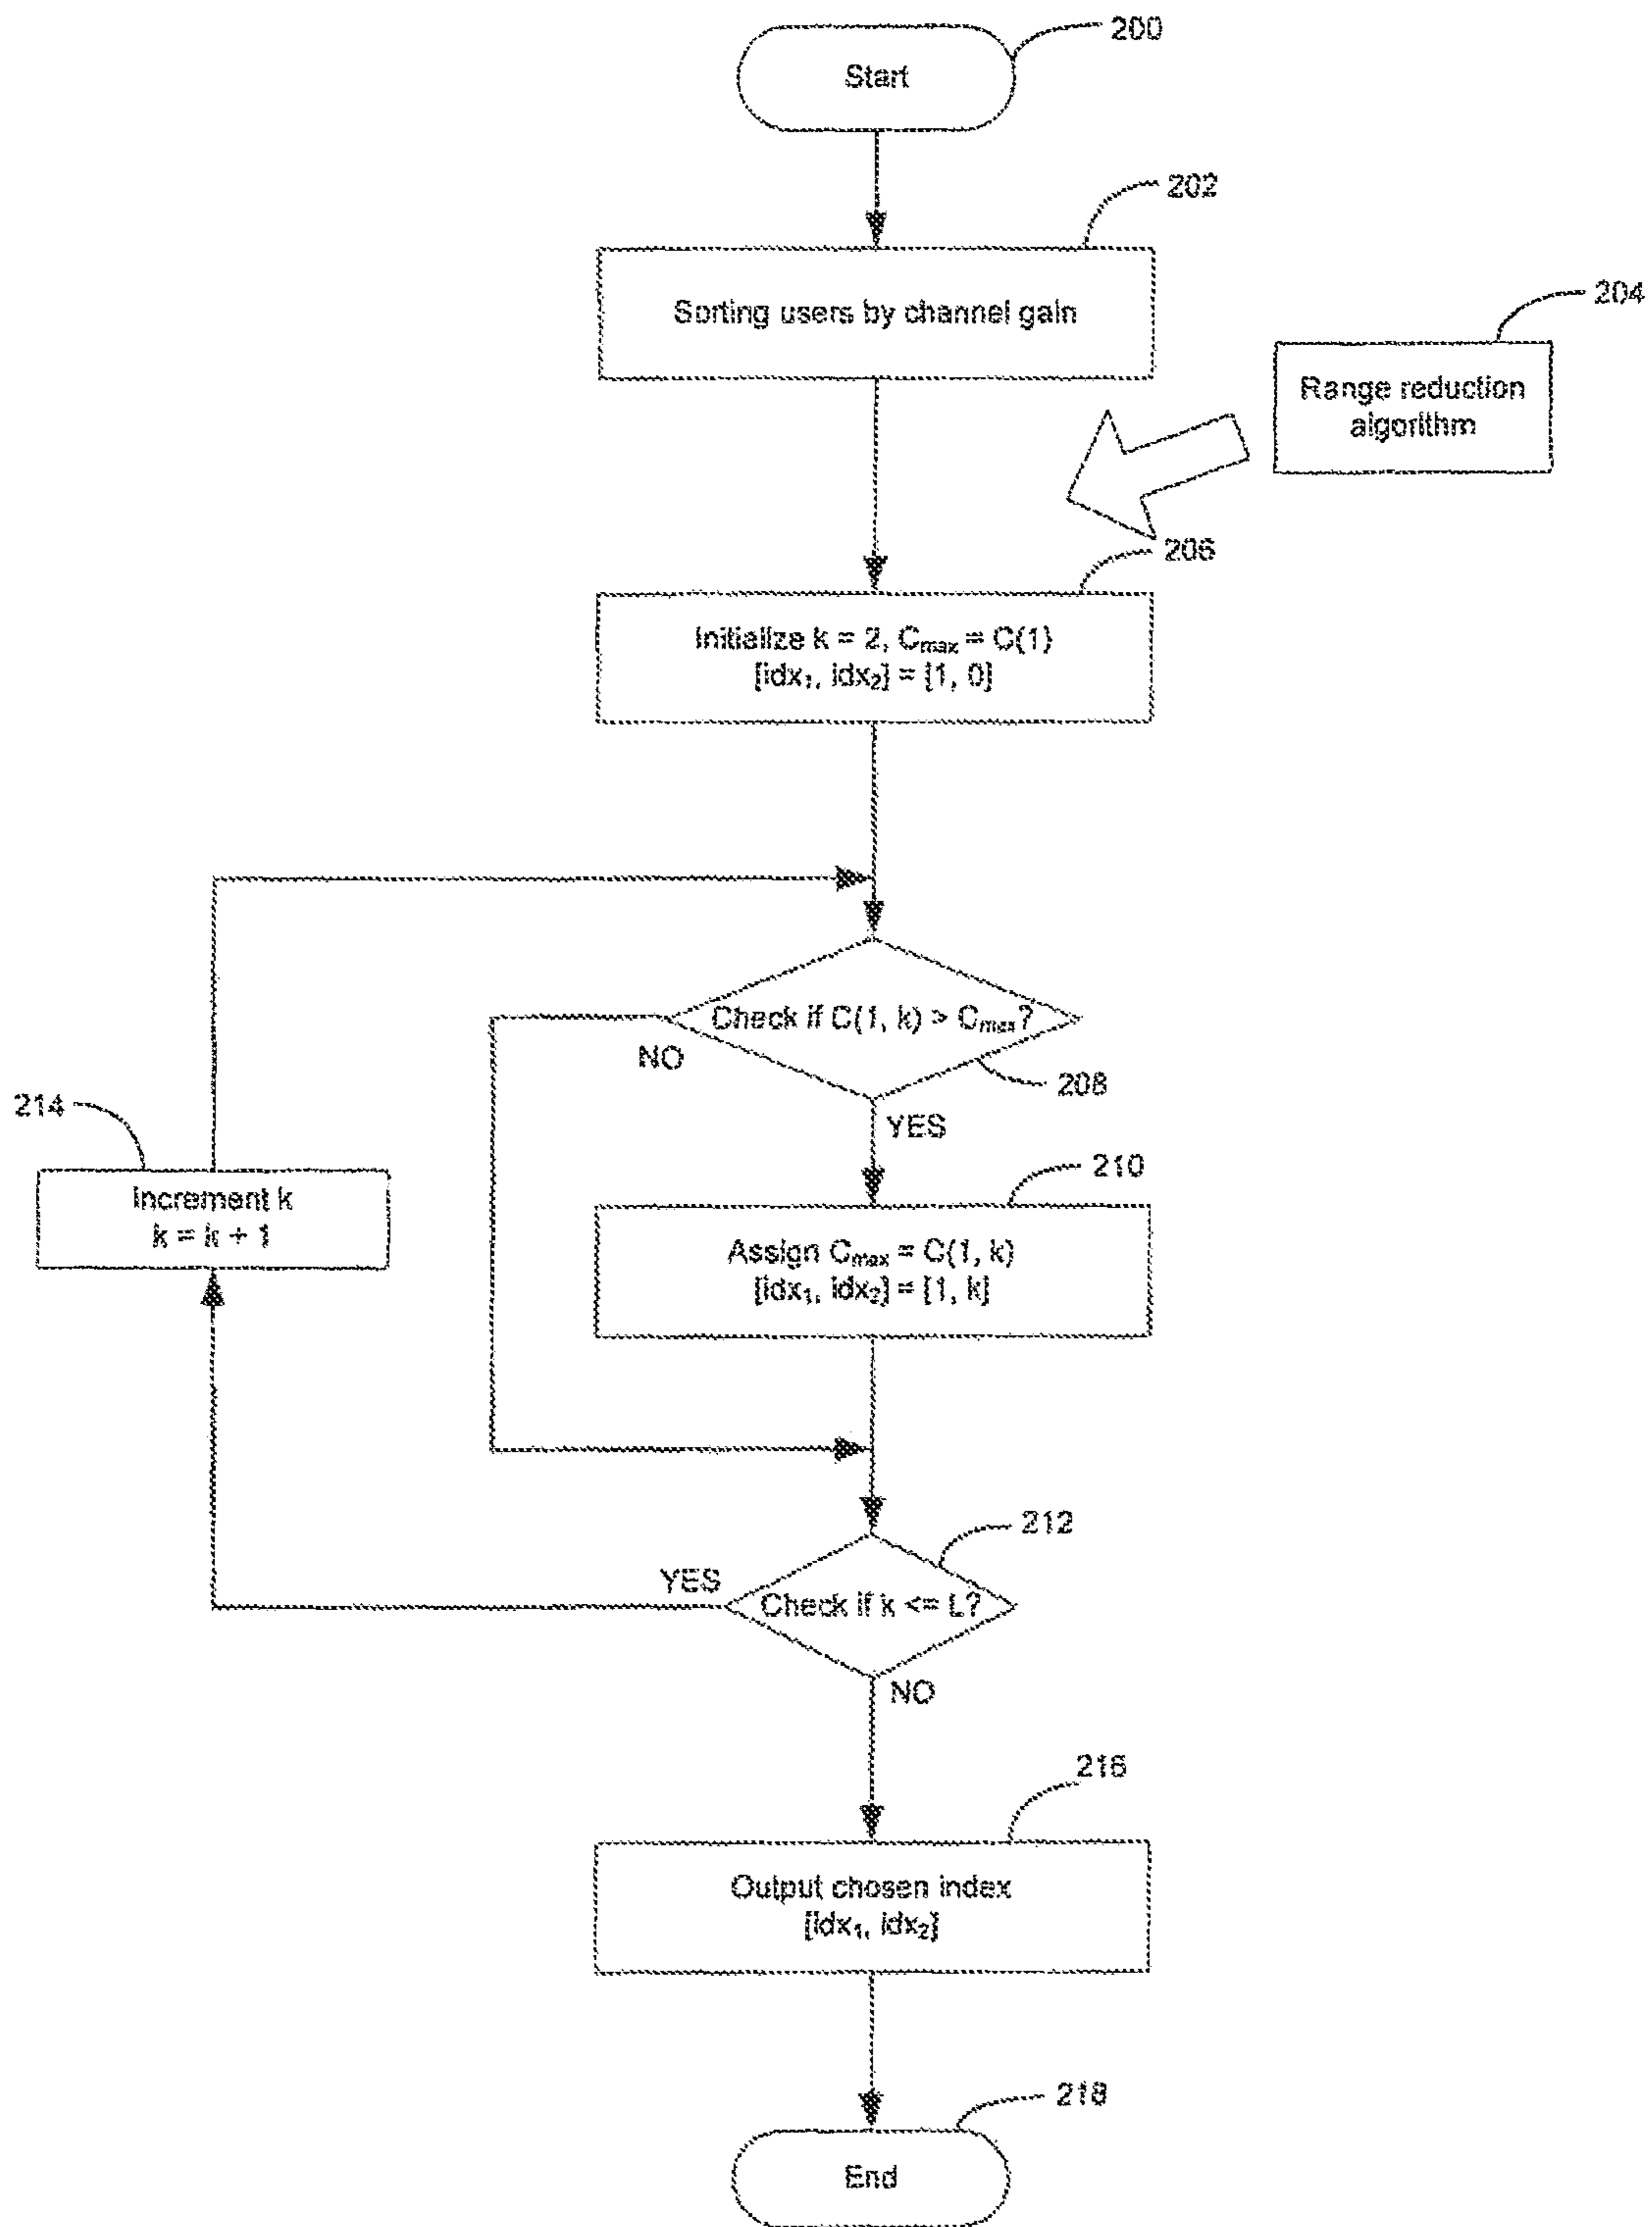 200
Start
202
Sorting users by channel gain
204
Range reduction
algorithm
206
Initialize k = 2, Cmax = C(1)
[idx1, idx2] = [1, 0]
Check if C(1, k) > Cmax?
NO
208
YES
214
Increment k
k = k + 1
210
Assign Cmax = C(1, k)
[idx1, idx2] = [1, k]
212
YES
Check if k <= L?
NO
216
Output chosen index
[idx1, idx2]
218
End